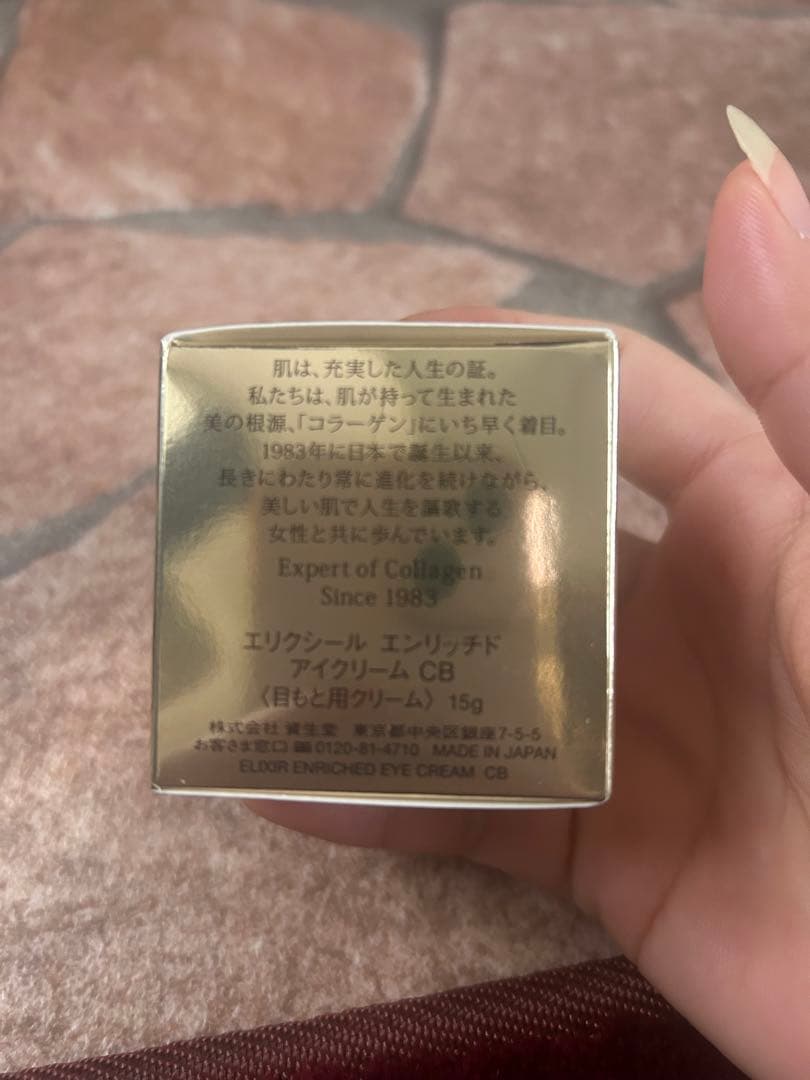 肌は、充実した人生の証。
私たちは、肌が持って生まれた
美の根源、「コラーゲン」にいち早く着目。
1983年に日本で誕生以来、
長きにわたり常に進化を続けながら、
美しい肌で人生を謳歌する
女性と共に歩んでいます。
Expert of Collagen
Since 1983
エリクシール エンリッチド
アイクリーム CB
〈目もと用クリーム〉 15g
株式会社 資生堂 東京都中央区銀座7-5-5
お客さま窓口 0120-81-4710 MADE IN JAPAN
ELIXIR ENRICHED EYE CREAM CB